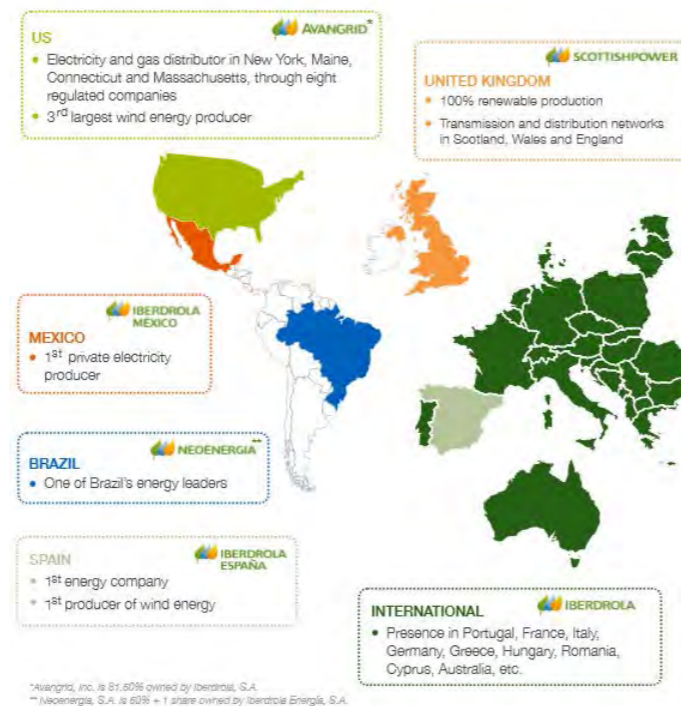 AVANGRID*
US
• Electricity and gas distributor in New York, Maine,
Connecticut and Massachusetts, through eight
regulated companies
• 3rd largest wind energy producer
SCOTTISHPOWER
UNITED KINGDOM
• 100% renewable production
• Transmission and distribution networks
in Scotland, Wales and England
IBERDROLA
MEXICO
MEXICO
• 1st private electricity
producer
NEOENERGIA**
BRAZIL
• One of Brazil's energy leaders
IBERDROLA
ESPAÑA
SPAIN
• 1st energy company
• 1st producer of wind energy
IBERDROLA
INTERNATIONAL
• Presence in Portugal, France, Italy,
Germany, Greece, Hungary, Romania,
Cyprus, Australia, etc.
*Avangrid, Inc. is 81.50% owned by Iberdrola, S.A.
** Neoenergia, S.A. is 50% + 1 share owned by Iberdrola Energía, S.A.